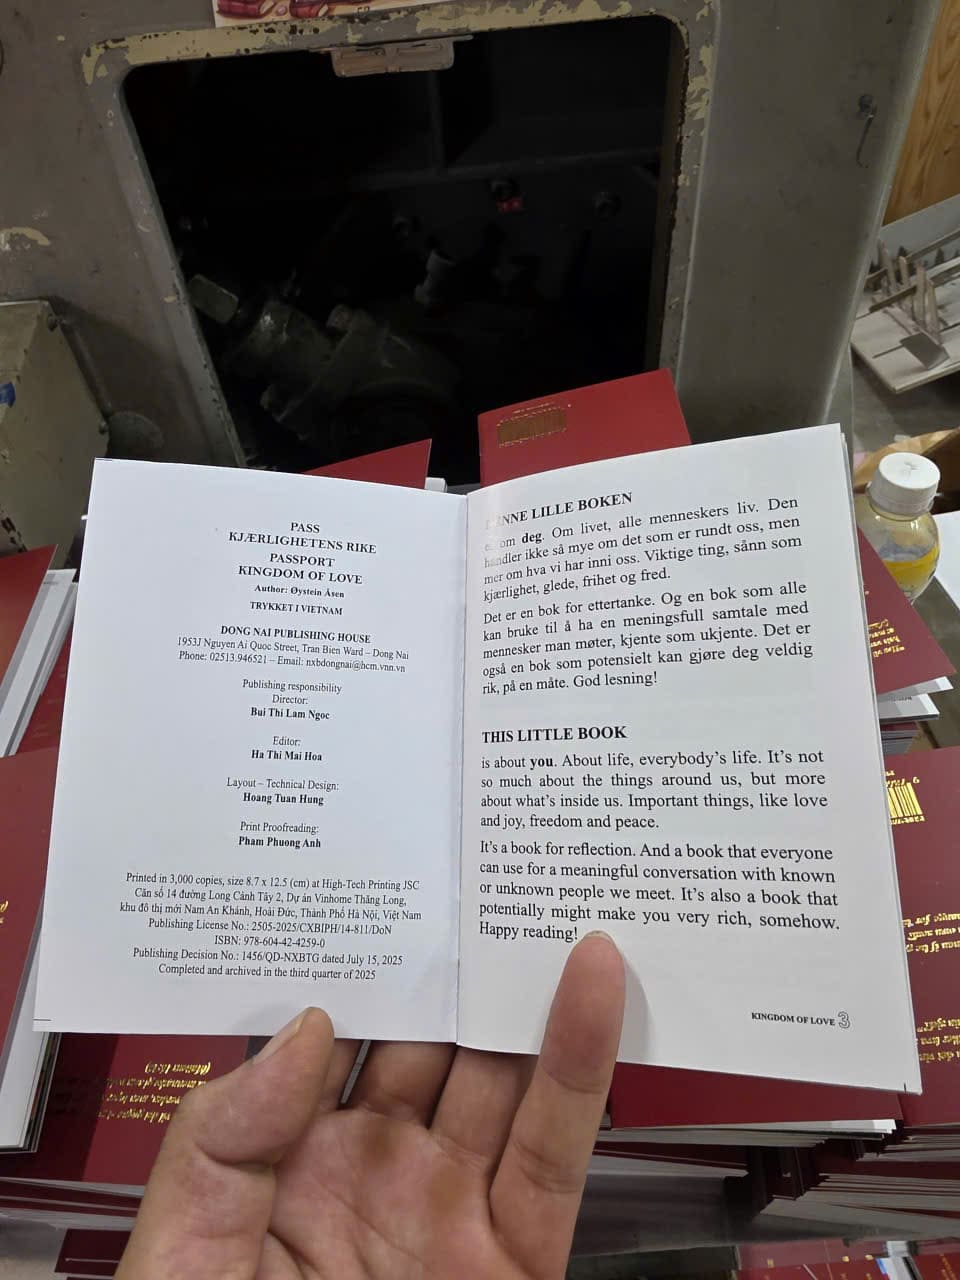 PASS
KJÆRLIGHETENS RIKE
PASSPORT
KINGDOM OF LOVE
Author: Øystein Åsen
TRYKKET I VIETNAM
DONG NAI PUBLISHING HOUSE
1953J Nguyen Ai Quoc Street, Tran Bien Ward – Dong Nai
Phone: 02513.946521 – Email: nxbdongnai@hcm.vnn.vn
Publishing responsibility
Director:
Bui Thi Lam Ngoc
Editor:
Ha Thi Mai Hoa
Layout – Technical Design:
Hoang Tuan Hung
Print Proofreading:
Pham Phuong Anh
Printed in 3,000 copies, size 8.7 x 12.5 (cm) at High-Tech Printing JSC
Căn số 14 đường Long Cảnh Tây 2, Dự án Vinhome Thăng Long,
khu đô thị mới Nam An Khánh, Hoài Đức, Thành Phố Hà Nội, Việt Nam
Publishing License No.: 2505-2025/CXBIPH/14-811/DoN
ISBN: 978-604-42-4259-0
Publishing Decision No.: 1456/QD-NXBTG dated July 15, 2025
Completed and archived in the third quarter of 2025
DENNE LILLE BOKEN
er om deg. Om livet, alle menneskers liv. Den
handler ikke så mye om det som er rundt oss, men
mer om hva vi har inni oss. Viktige ting, sånn som
kjærlighet, glede, frihet og fred.
Det er en bok for ettertanke. Og en bok som alle
kan bruke til å ha en meningsfull samtale med
mennesker man møter, kjente som ukjente. Det er
også en bok som potensielt kan gjøre deg veldig
rik, på en måte. God lesning!
THIS LITTLE BOOK
is about you. About life, everybody's life. It's not
so much about the things around us, but more
about what's inside us. Important things, like love
and joy, freedom and peace.
It's a book for reflection. And a book that everyone
can use for a meaningful conversation with known
or unknown people we meet. It's also a book that
potentially might make you very rich, somehow.
Happy reading!
KINGDOM OF LOVE 3